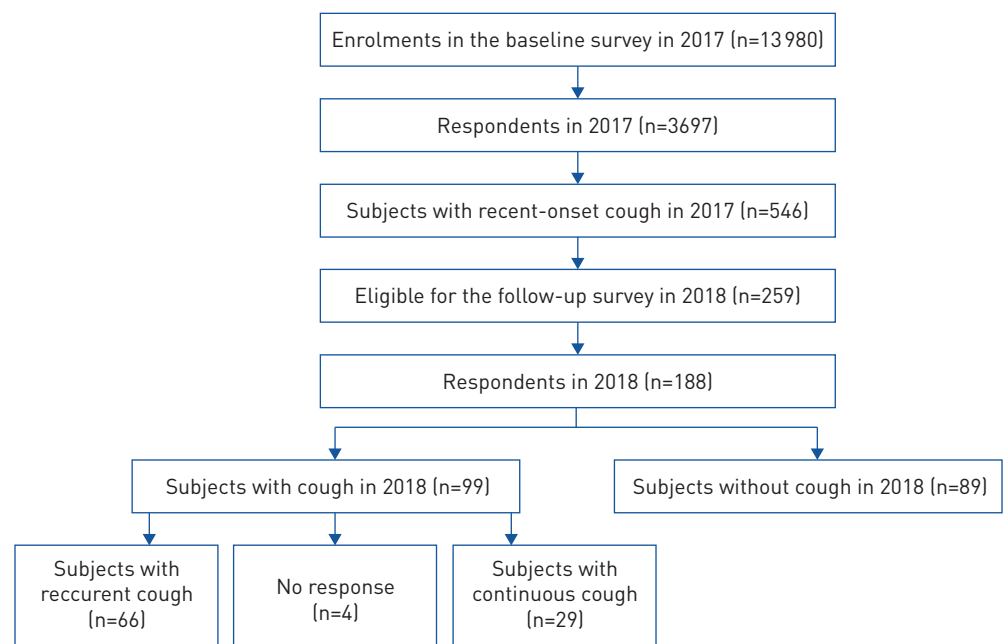 Enrolments in the baseline survey in 2017 (n=13 980)
Respondents in 2017 (n=3697)
Subjects with recent-onset cough in 2017 (n=546)
Eligible for the follow-up survey in 2018 (n=259)
Respondents in 2018 (n=188)
Subjects with cough in 2018 (n=99)
Subjects without cough in 2018 (n=89)
Subjects with
reccurent cough
(n=66)
No response
(n=4)
Subjects with
continuous cough
(n=29)